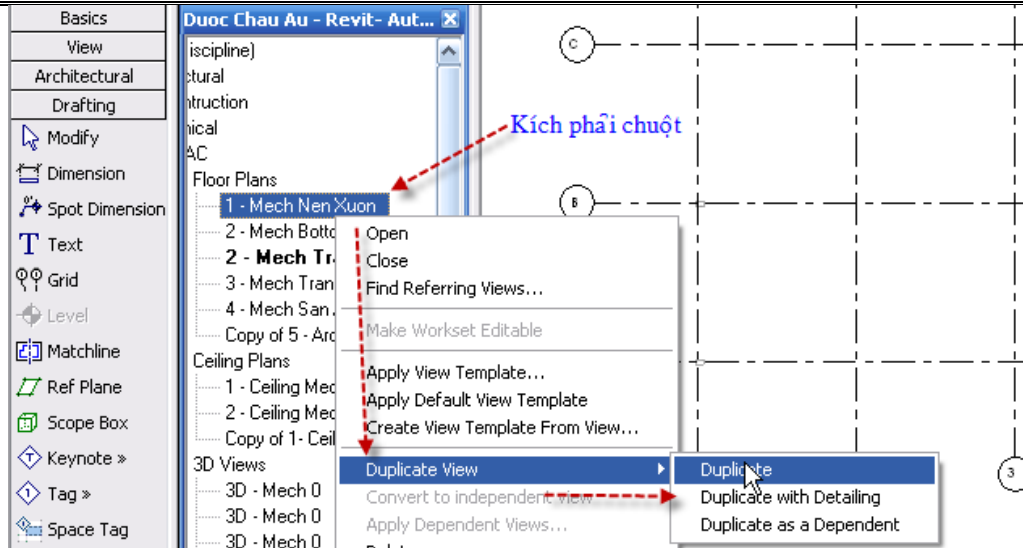 Basics
View
Architectural
Drafting
Modify
Dimension
Spot Dimension
Text
Grid
Level
Matchline
Ref Plane
Scope Box
Keynote »
Tag »
Space Tag
Duoc Chau Au - Revit- Aut...
iscipline)
ctural
ntruction
nical
AC
Floor Plans
1 - Mech Nen Xuon
2 - Mech Botto
2 - Mech Tr
3 - Mech Tran
4 - Mech San
Copy of 5 - Arc
Ceiling Plans
1 - Ceiling Mec
2 - Ceiling Mec
Copy of 1- Ceil
3D Views
3D - Mech 0
3D - Mech 0
3D - Mech 0
Kích phải chuột
Open
Close
Find Referring Views...
Make Workset Editable
Apply View Template...
Apply Default View Template
Create View Template From View...
Duplicate View
Convert to independent view
Apply Dependent Views...
Duplicate
Duplicate with Detailing
Duplicate as a Dependent
C
B
3